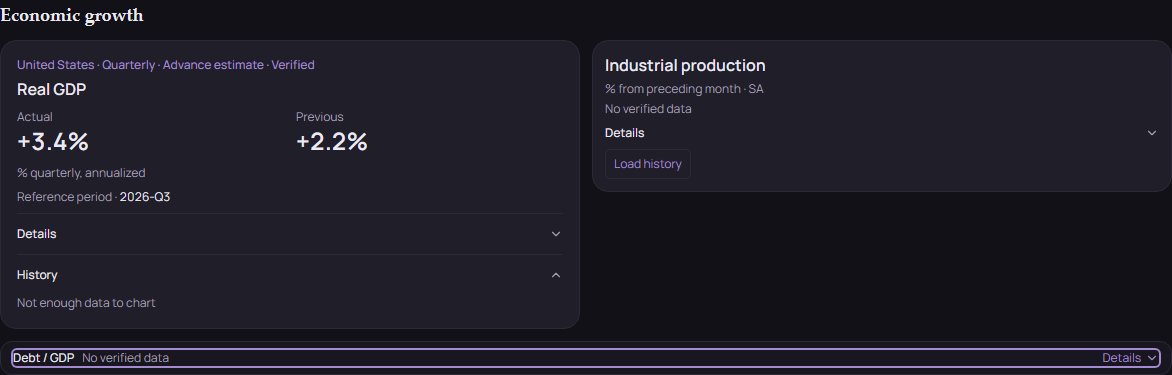 Economic growth
United States · Quarterly · Advance estimate · Verified
Real GDP
Actual
Previous
+3.4%
+2.2%
% quarterly, annualized
Reference period · 2026-Q3
Details
History
Not enough data to chart
Industrial production
% from preceding month · SA
No verified data
Details
Load history
Debt / GDP No verified data
Details